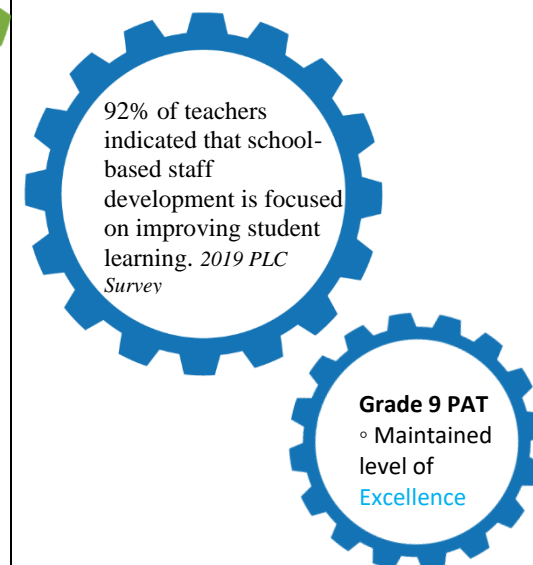 92% of teachers
indicated that school-
based staff
development is focused
on improving student
learning. 2019 PLC
Survey
Grade 9 PAT
◦ Maintained
level of
Excellence